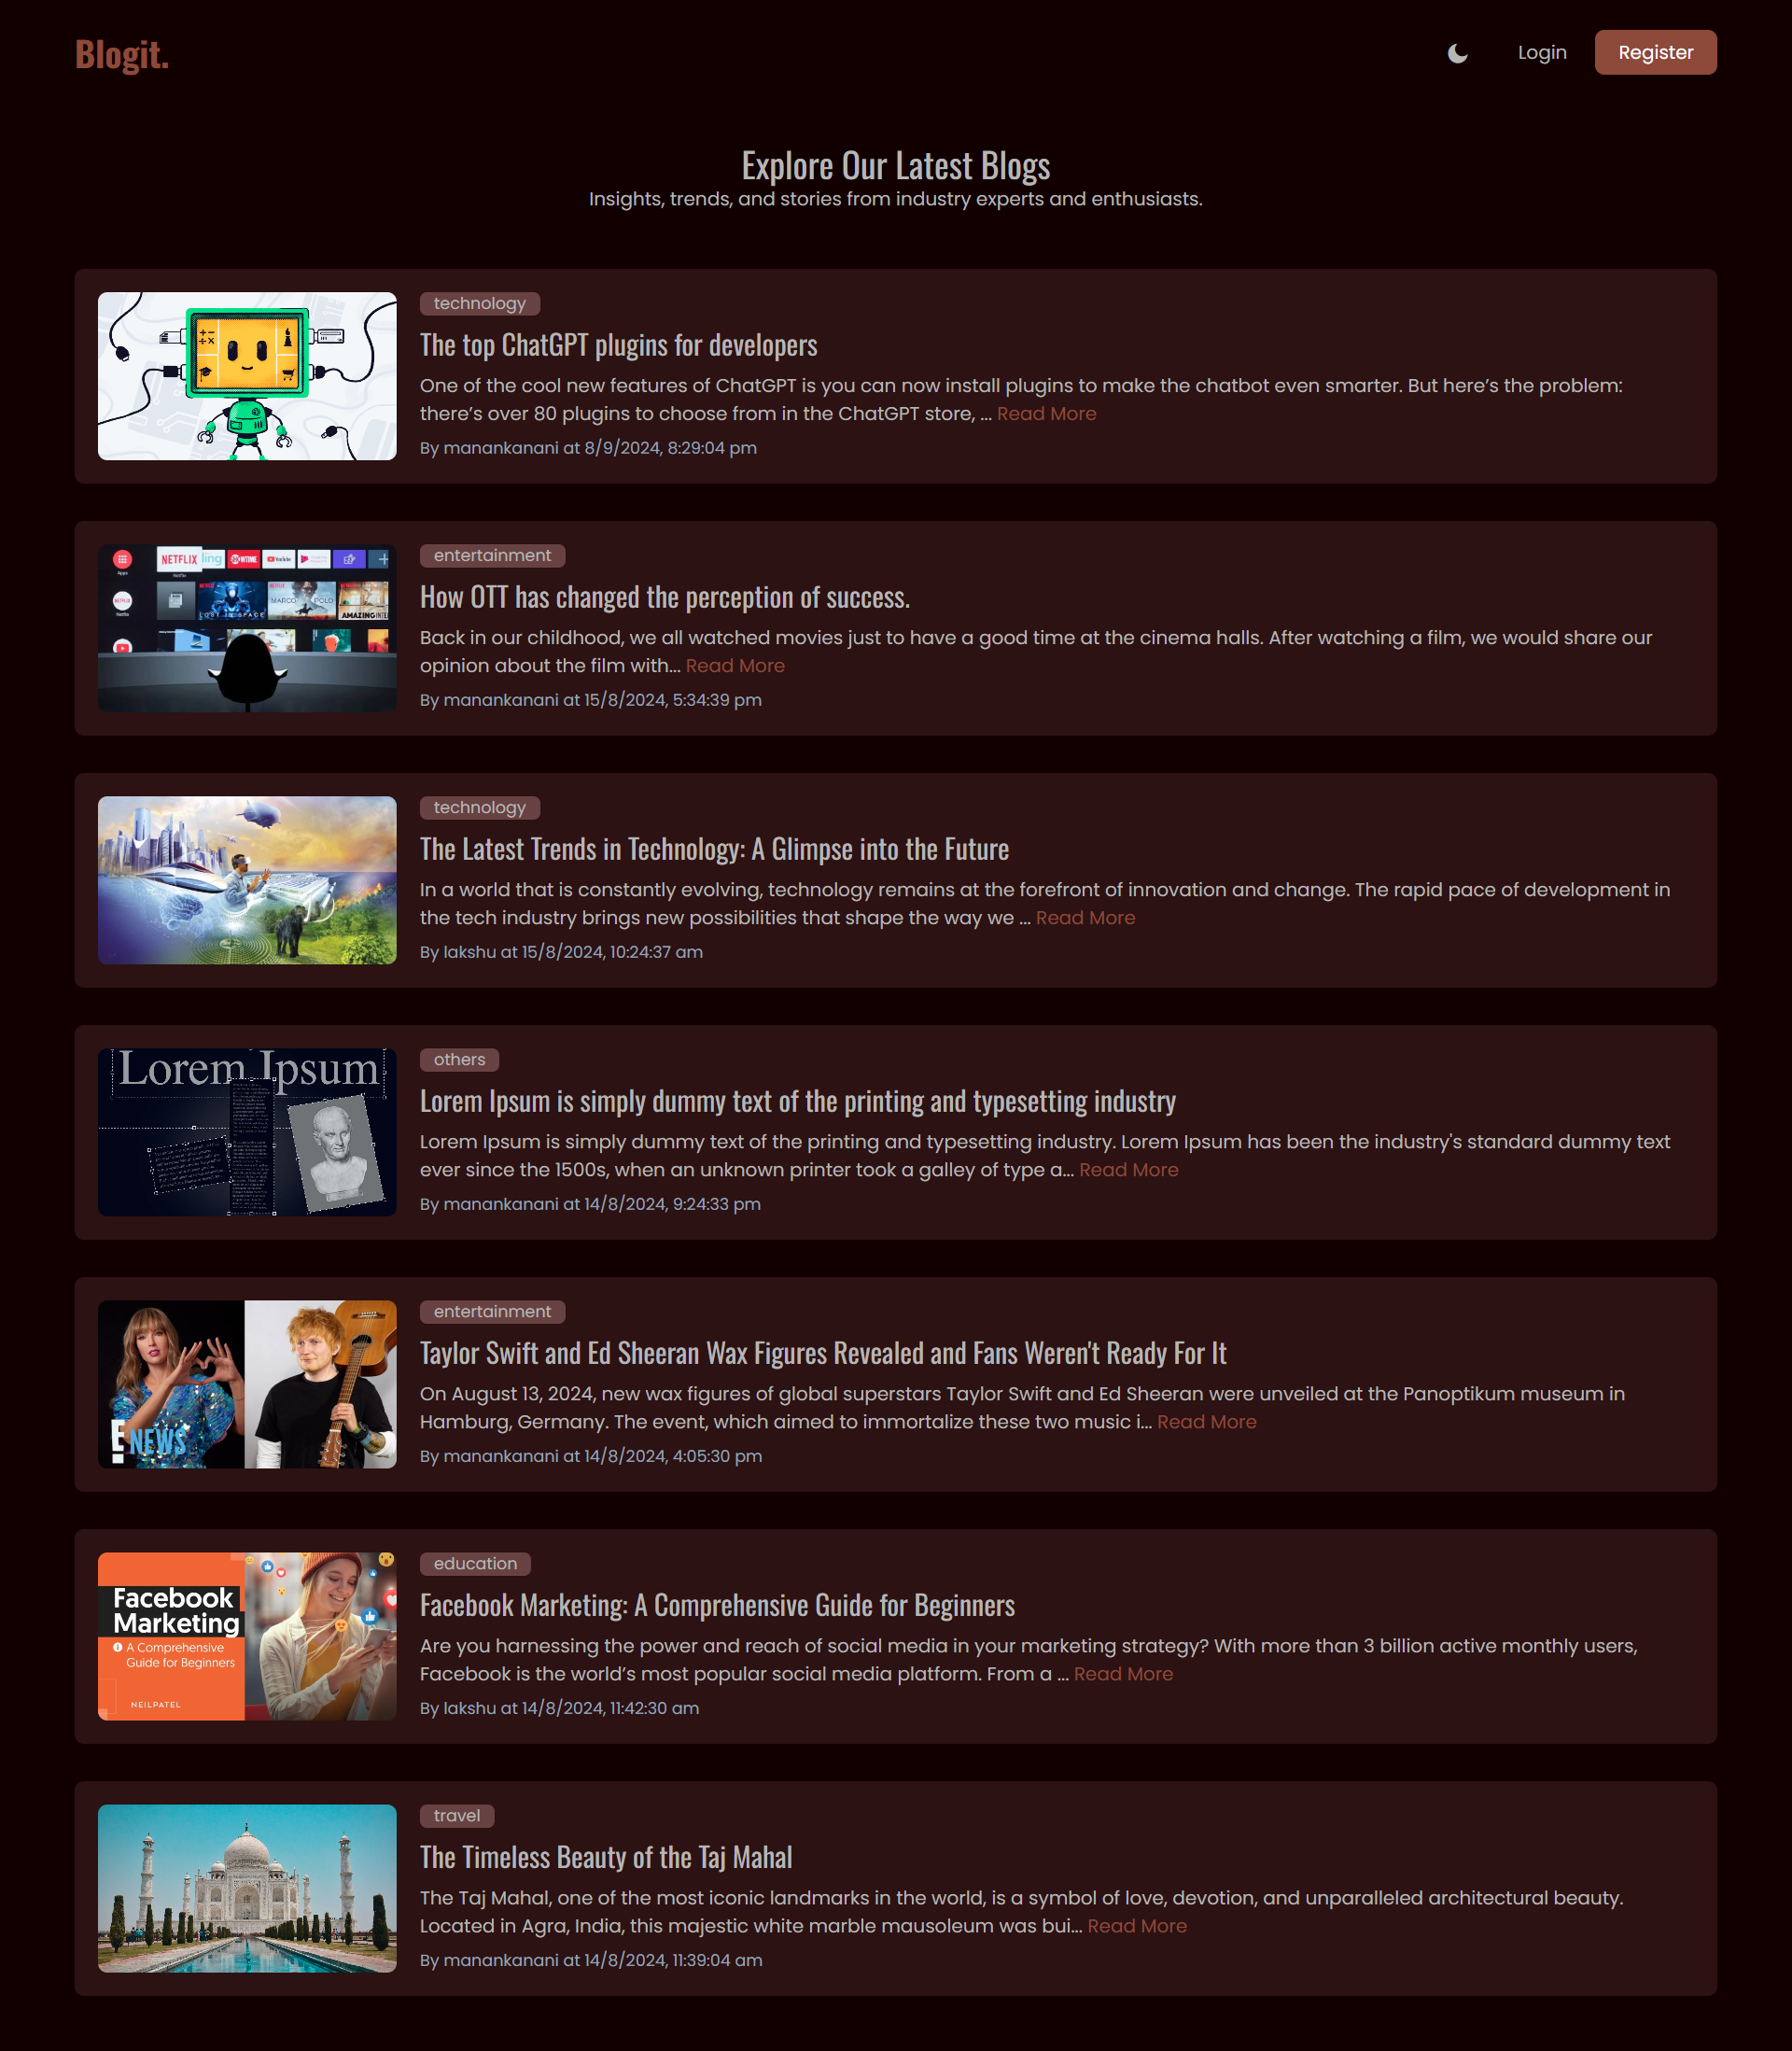 Blogit.
Login
Register
Explore Our Latest Blogs
Insights, trends, and stories from industry experts and enthusiasts.
technology
The top ChatGPT plugins for developers
One of the cool new features of ChatGPT is you can now install plugins to make the chatbot even smarter. But here’s the problem:
there’s over 80 plugins to choose from in the ChatGPT store, ... Read More
By manankanani at 8/9/2024, 8:29:04 pm
NETFLIX
ling
SHOWTIME
YouTube
Apps
Netflix
LOST IN SPACE
MARCO POLO
AMAZING
entertainment
How OTT has changed the perception of success.
Back in our childhood, we all watched movies just to have a good time at the cinema halls. After watching a film, we would share our
opinion about the film with... Read More
By manankanani at 15/8/2024, 5:34:39 pm
technology
The Latest Trends in Technology: A Glimpse into the Future
In a world that is constantly evolving, technology remains at the forefront of innovation and change. The rapid pace of development in
the tech industry brings new possibilities that shape the way we ... Read More
By lakshu at 15/8/2024, 10:24:37 am
Lorem Ipsum
others
Lorem Ipsum is simply dummy text of the printing and typesetting industry
Lorem Ipsum is simply dummy text of the printing and typesetting industry. Lorem Ipsum has been the industry's standard dummy text
ever since the 1500s, when an unknown printer took a galley of type a... Read More
By manankanani at 14/8/2024, 9:24:33 pm
E! NEWS
entertainment
Taylor Swift and Ed Sheeran Wax Figures Revealed and Fans Weren't Ready For It
On August 13, 2024, new wax figures of global superstars Taylor Swift and Ed Sheeran were unveiled at the Panoptikum museum in
Hamburg, Germany. The event, which aimed to immortalize these two music i... Read More
By manankanani at 14/8/2024, 4:05:30 pm
Facebook
Marketing
A Comprehensive
Guide for Beginners
NEILPATEL
education
Facebook Marketing: A Comprehensive Guide for Beginners
Are you harnessing the power and reach of social media in your marketing strategy? With more than 3 billion active monthly users,
Facebook is the world’s most popular social media platform. From a ... Read More
By lakshu at 14/8/2024, 11:42:30 am
travel
The Timeless Beauty of the Taj Mahal
The Taj Mahal, one of the most iconic landmarks in the world, is a symbol of love, devotion, and unparalleled architectural beauty.
Located in Agra, India, this majestic white marble mausoleum was bui... Read More
By manankanani at 14/8/2024, 11:39:04 am